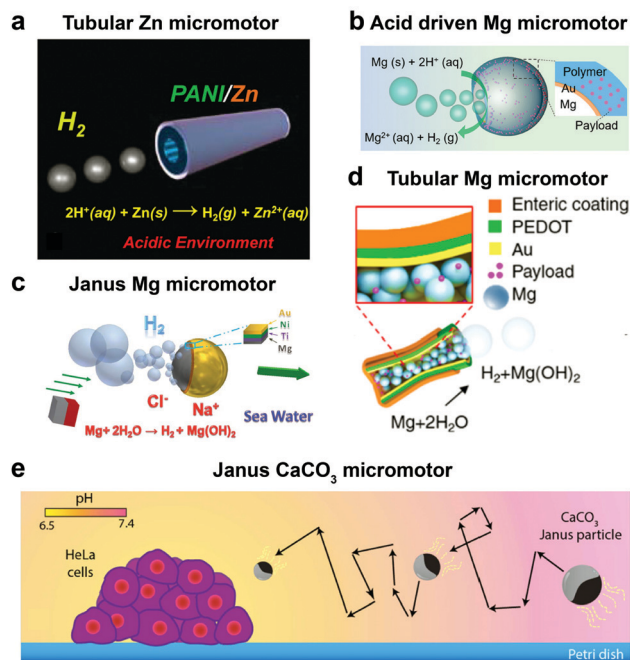 a
Tubular Zn micromotor
H₂
PANI/Zn
2H⁺(aq) + Zn(s) → H₂(g) + Zn²⁺(aq)
Acidic Environment
b
Acid driven Mg micromotor
Mg (s) + 2H⁺ (aq)
Mg²⁺ (aq) + H₂ (g)
Polymer
Au
Mg
Payload
c
Janus Mg micromotor
H₂
Au
Ni
Ti
Mg
Cl⁻
Na⁺
Sea Water
Mg+ 2H₂O → H₂ + Mg(OH)₂
d
Tubular Mg micromotor
Enteric coating
PEDOT
Au
Payload
Mg
H₂+Mg(OH)₂
Mg+2H₂O
e
Janus CaCO₃ micromotor
pH
6.5
7.4
HeLa
cells
CaCO₃
Janus particle
Petri dish